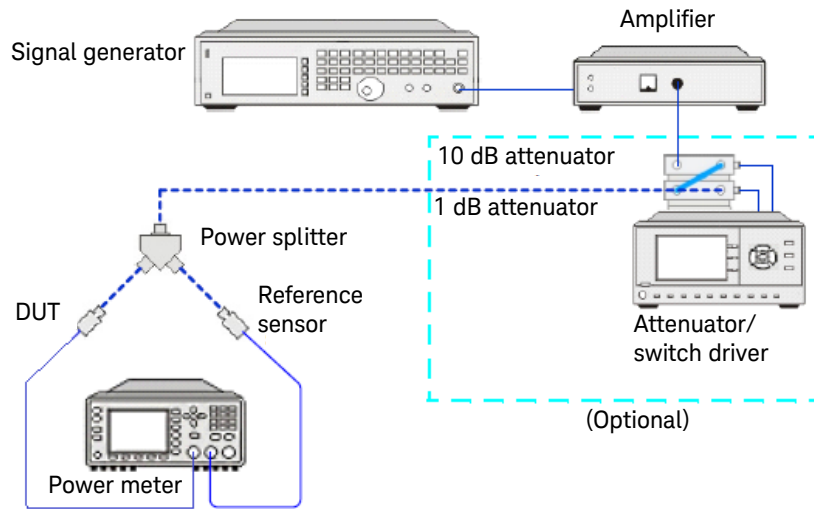 Amplifier
Signal generator
10 dB attenuator
1 dB attenuator
Power splitter
DUT
Reference
sensor
Attenuator/
switch driver
(Optional)
Power meter